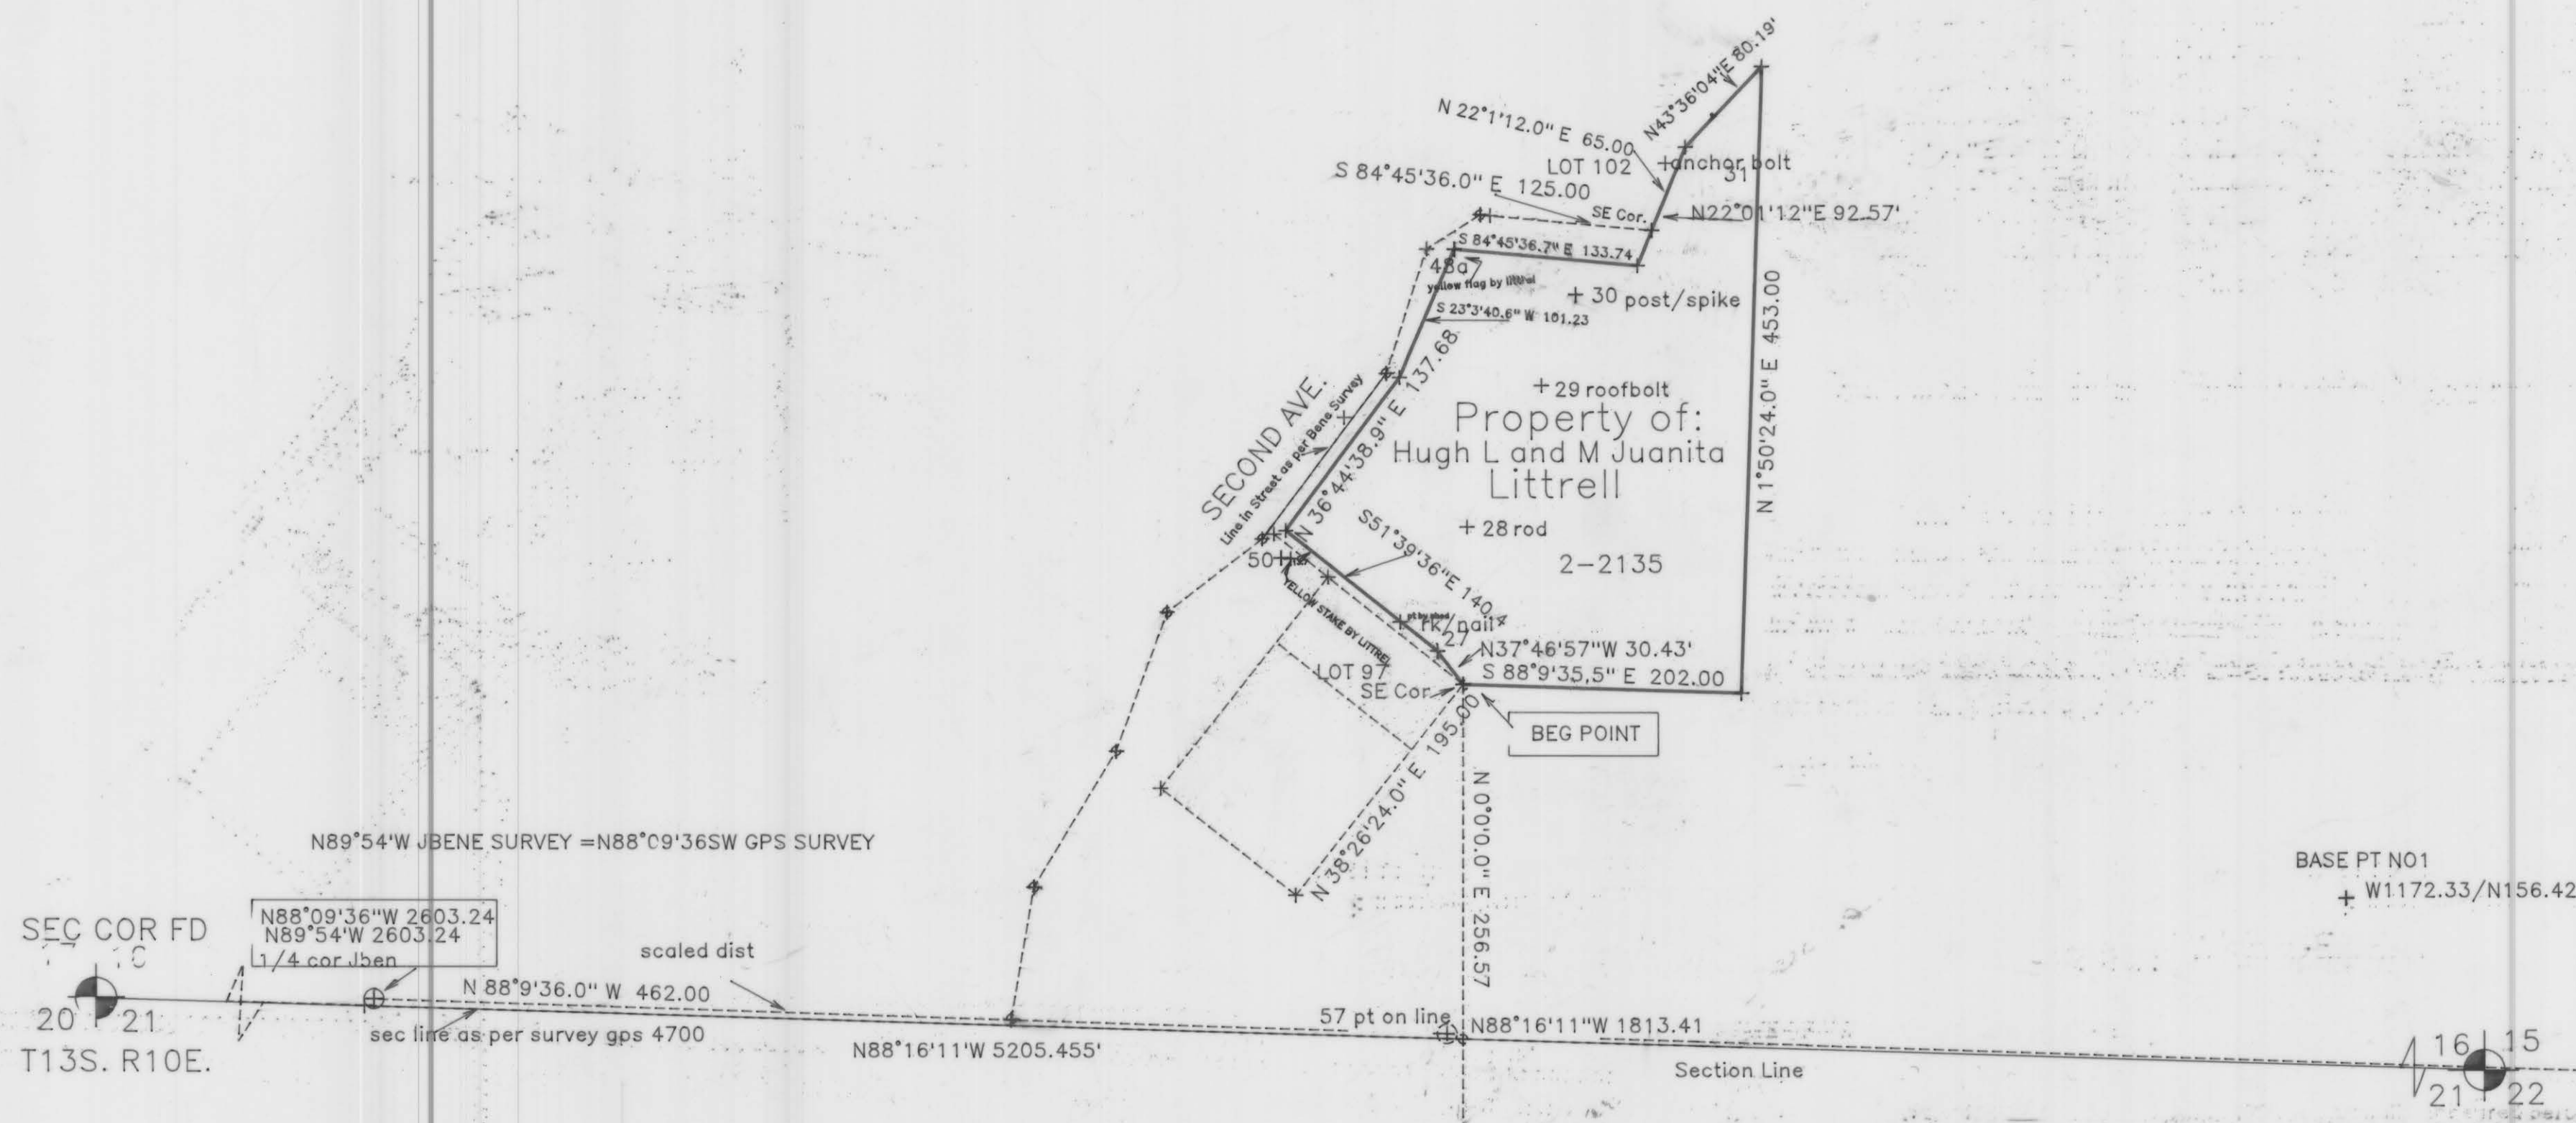 N43°36'04"E 80.19'
N 22°1'12.0" E 65.00
LOT 102
anchor bolt
31
S 84°45'36.0" E 125.00
SE Cor.
N22°01'12"E 92.57'
S 84°45'36.7" E 133.74
48a
yellow flag by littrel
30 post/spike
S 23°3'40.6" W 101.23
N 1°50'24.0" E 453.00
SECOND AVE.
Line in Street as per Bene Survey
N 36°44'38.9" E 137.68
29 roofbolt
Property of:
Hugh L and M Juanita
Littrell
28 rod
2-2135
S51°39'36"E 140.4
50
YELLOW STAKE BY LITTREL
rk/nail
27
N37°46'57"W 30.43'
S 88°9'35.5" E 202.00
LOT 97
SE Cor
BEG POINT
N 38°26'24.0" E 195.00
N 0°0'0.0" E 256.57
N89°54'W JBENE SURVEY =N88°09'36SW GPS SURVEY
BASE PT NO1
W1172.33/N156.42
SEC COR FD
N88°09'36"W 2603.24
N89°54'W 2603.24
1/4 cor Jben
scaled dist
N 88°9'36.0" W 462.00
20 21
sec line as per survey gps 4700
T13S. R10E.
57 pt on line
N88°16'11"W 1813.41
N88°16'11'W 5205.455'
Section Line
16 15
21 22